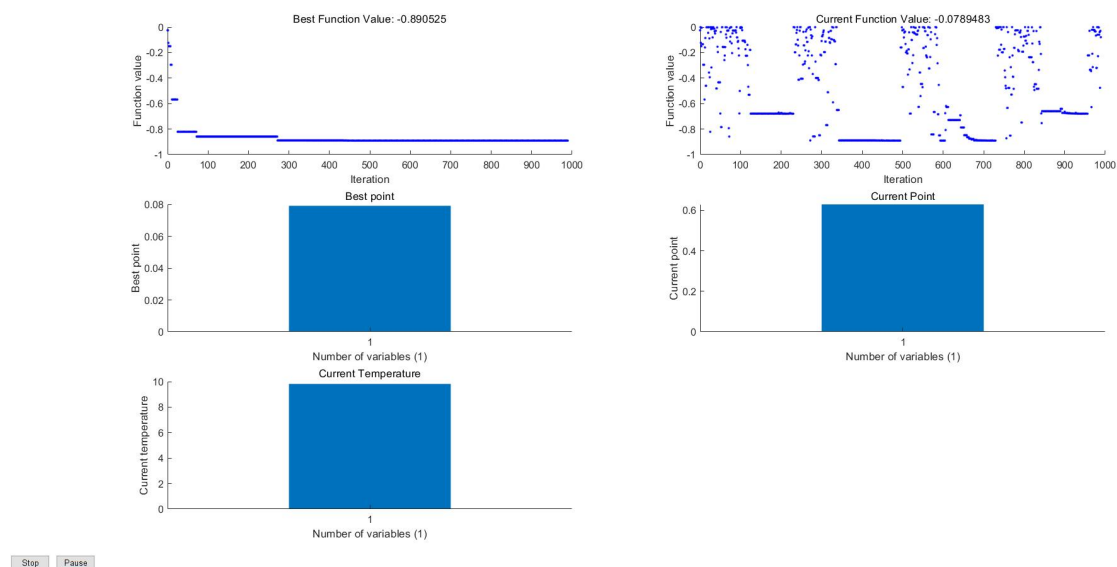 Best Function Value: -0.890525
Function value
0
-0.2
-0.4
-0.6
-0.8
-1
0 100 200 300 400 500 600 700 800 900 1000
Iteration
Current Function Value: -0.0789483
Function value
0
-0.2
-0.4
-0.6
-0.8
-1
0 100 200 300 400 500 600 700 800 900 1000
Iteration
Best point
Best point
0.08
0.06
0.04
0.02
0
1
Number of variables (1)
Current Point
Current point
0.6
0.4
0.2
0
1
Number of variables (1)
Current Temperature
Current temperature
10
8
6
4
2
0
1
Number of variables (1)
Stop Pause